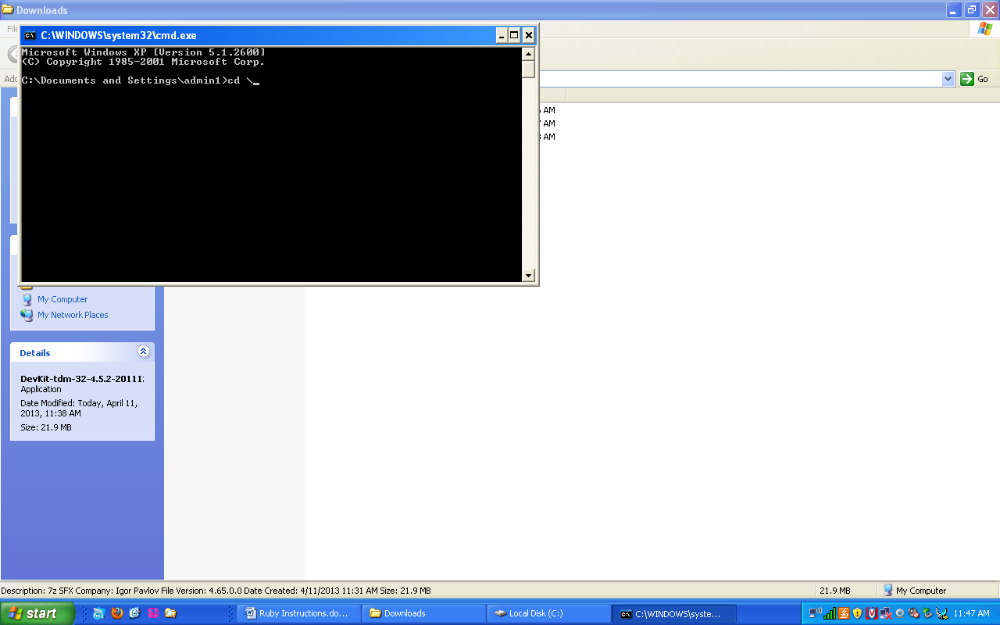 Downloads
C:\WINDOWS\system32\cmd.exe
Microsoft Windows XP [Version 5.1.2600]
(C) Copyright 1985-2001 Microsoft Corp.
C:\Documents and Settings\admin1>cd \_
Go
AM
AM
AM
My Computer
My Network Places
Details
DevKit-tdm-32-4.5.2-20111
Application
Date Modified: Today, April 11,
2013, 11:38 AM
Size: 21.9 MB
Description: 7z SFX Company: Igor Pavlov File Version: 4.65.0.0 Date Created: 4/11/2013 11:31 AM Size: 21.9 MB
21.9 MB
My Computer
start
Ruby Instructions.do...
Downloads
Local Disk (C:)
C:\WINDOWS\syste...
11:47 AM